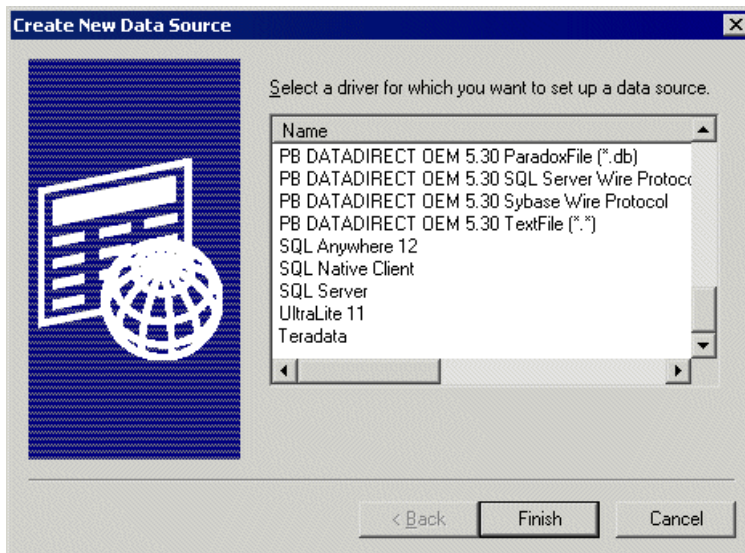 Create New Data Source
Select a driver for which you want to set up a data source.
Name
PB DATADIRECT OEM 5.30 ParadoxFile (*.db)
PB DATADIRECT OEM 5.30 SQL Server Wire Protoc
PB DATADIRECT OEM 5.30 Sybase Wire Protocol
PB DATADIRECT OEM 5.30 TextFile (*.*)
SQL Anywhere 12
SQL Native Client
SQL Server
UltraLite 11
Teradata
< Back
Finish
Cancel